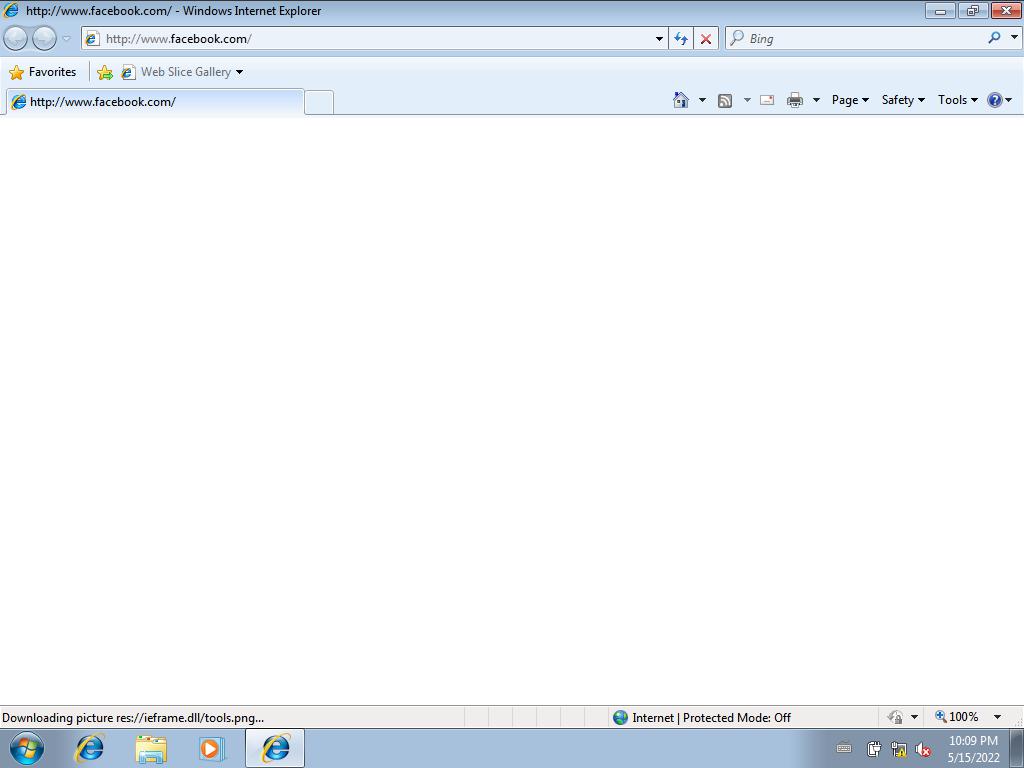 http://www.facebook.com/ - Windows Internet Explorer
http://www.facebook.com/
Bing
Favorites
Web Slice Gallery
http://www.facebook.com/
Page
Safety
Tools
Downloading picture res://ieframe.dll/tools.png...
Internet | Protected Mode: Off
100%
10:09 PM
5/15/2022